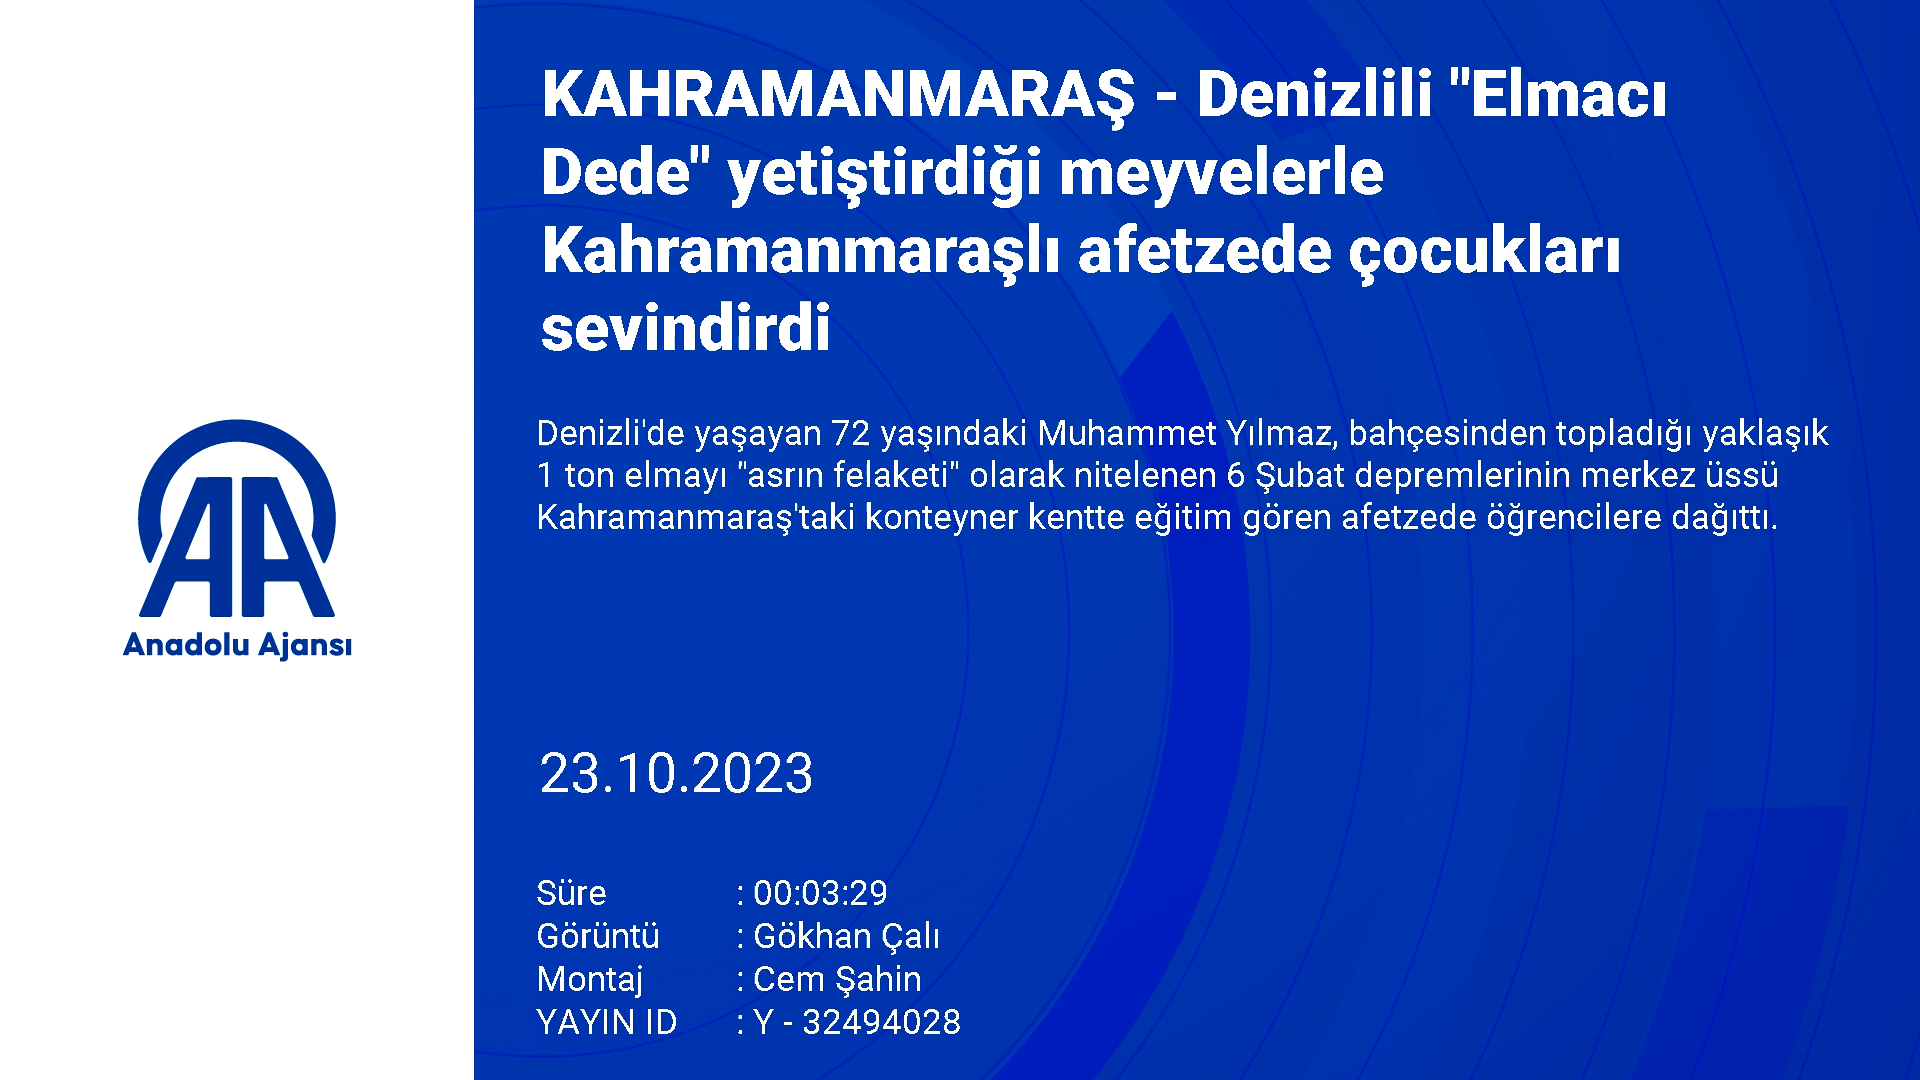 KAHRAMANMARAŞ - Denizlili "Elmacı
Dede" yetiştirdiği meyvelerle
Kahramanmaraşlı afetzede çocukları
sevindirdi
Denizli'de yaşayan 72 yaşındaki Muhammet Yılmaz, bahçesinden topladığı yaklaşık
1 ton elmayı "asrın felaketi" olarak nitelenen 6 Şubat depremlerinin merkez üssü
Kahramanmaraş'taki konteyner kentte eğitim gören afetzede öğrencilere dağıttı.
AA
Anadolu Ajansı
23.10.2023
Süre : 00:03:29
Görüntü : Gökhan Çalı
Montaj : Cem Şahin
YAYIN ID : Y - 32494028